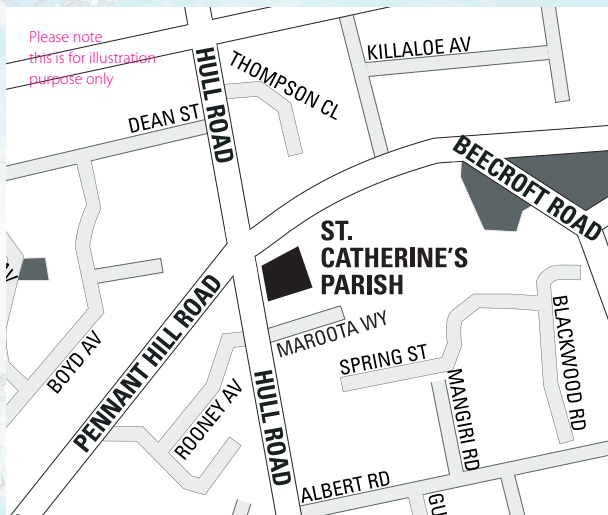 Please note
this is for illustration
purpose only
HULL ROAD
THOMPSON CL
KILLALOE AV
DEAN ST
BEECROFT ROAD
ST.
CATHERINE'S
PARISH
AV
BOYD AV
PENNANT HILL ROAD
MAROOTA WY
SPRING ST
BLACKWOOD RD
ROONEY AV
HULL ROAD
MANGIRI RD
ALBERT RD
GU